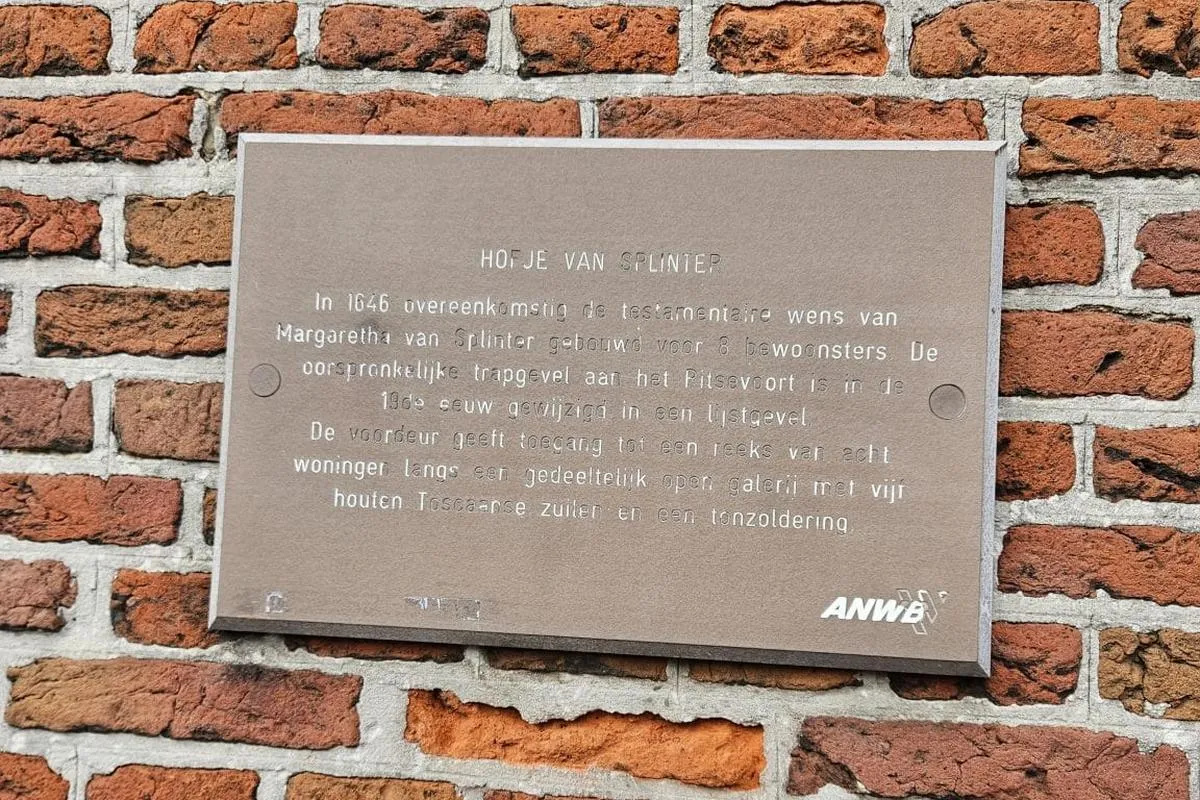 HOFJE VAN SPLINTER
In 1646 overeenkomstig de testamentaire wens van
Margaretha van Splinter gebouwd voor 8 bewoonsters. De
oorspronkelijke trapgevel aan het Ritsevoort is in de
19de eeuw gewijzigd in een lijstgevel.
De voordeur geeft toegang tot een reeks van acht
woningen langs een gedeeltelijk open galerij met vijf
houten Toscaanse zuilen en een tonzoldering.
ANWB